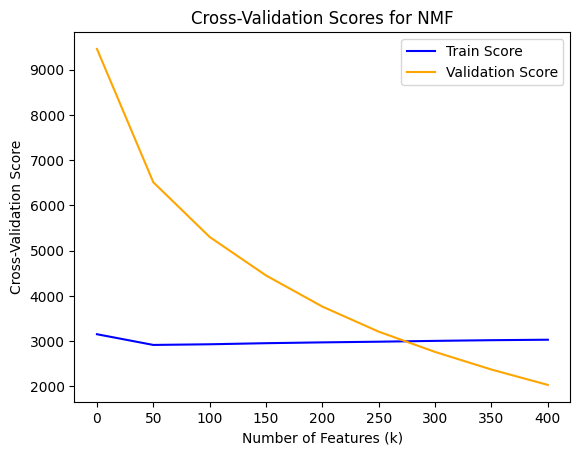 Cross-Validation Scores for NMF
Train Score
Validation Score
Cross-Validation Score
9000
8000
7000
6000
5000
4000
3000
2000
0 50 100 150 200 250 300 350 400
Number of Features (k)